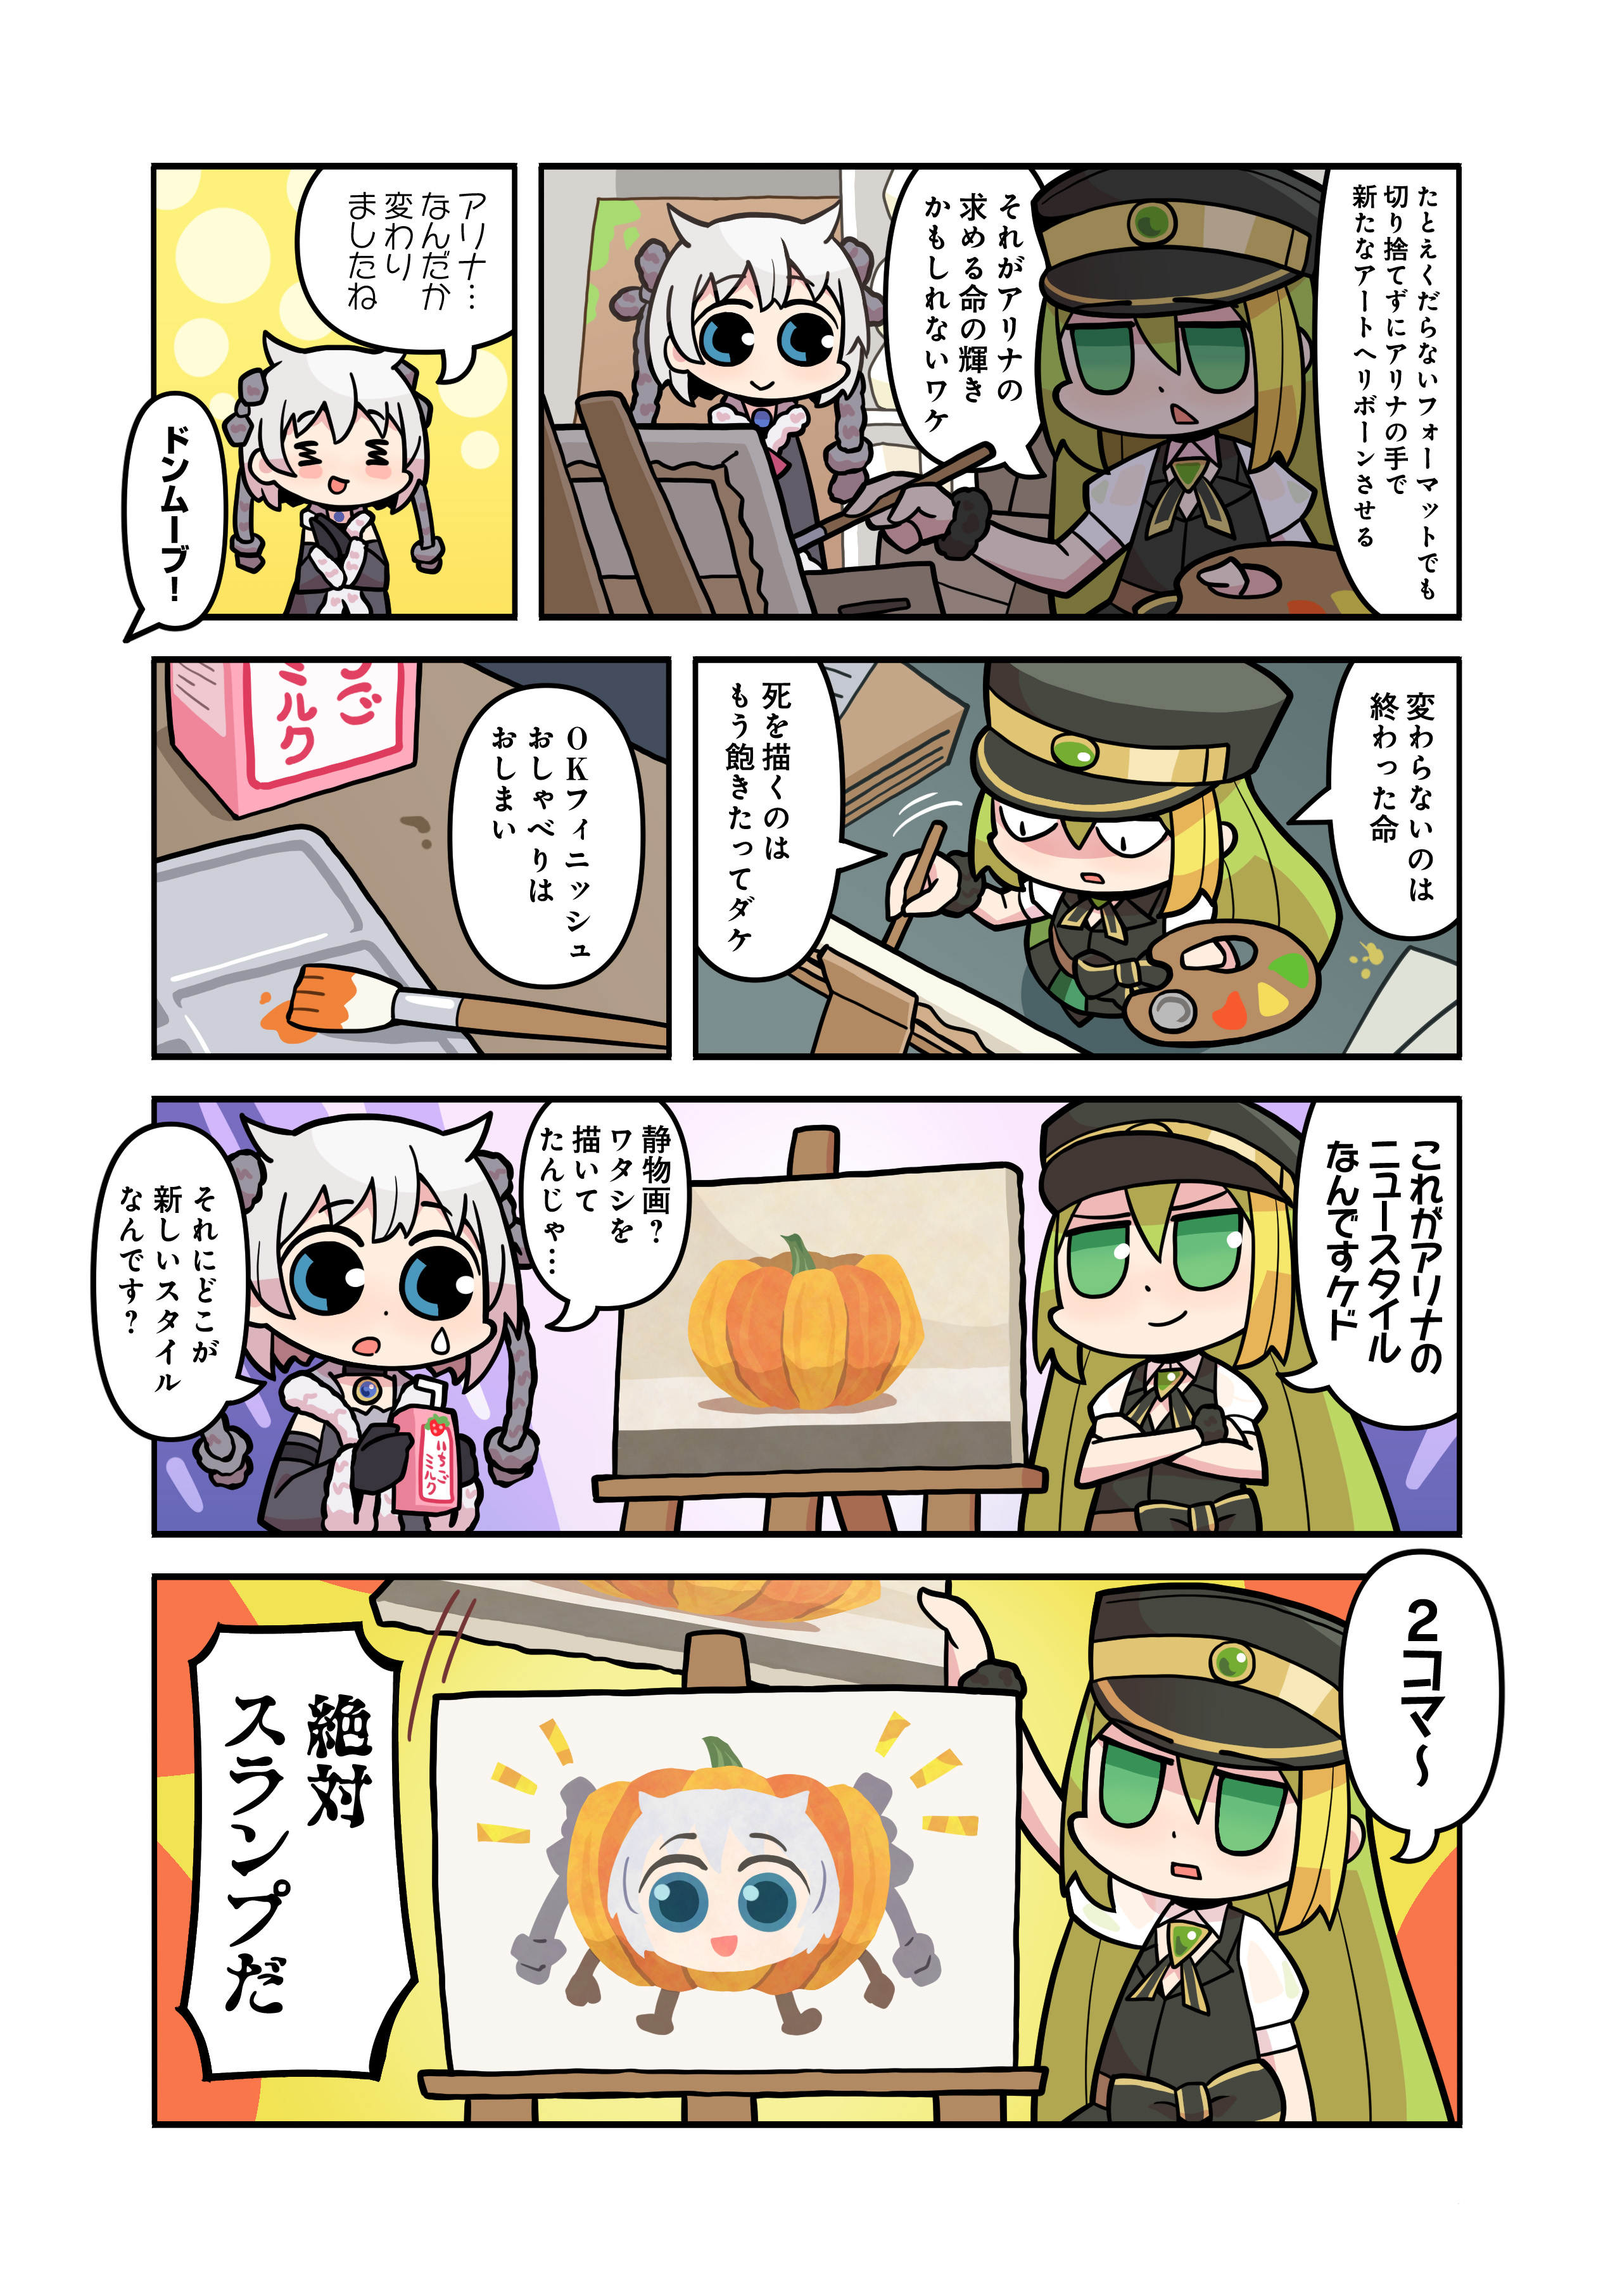 たとえくだらないフォーマットでも
切り捨てずにアリナの手で
新たなアートへリボーンさせる
それがアリナの
求める命の輝き
かもしれないワケ
アリナ…
なんだか
変わり
ましたね
ドンムーブ！
変わらないのは
終わった命
死を描くのは
もう飽きたってダケ
OKフィニッシュ
おしゃべりは
おしまい
ミルク
これがアリナの
ニュースタイル
なんですケド
静物画？
ワタシを
描いて
たんじゃ…
それにどこが
新しいスタイル
なんです？
いちご
ミルク
２コマ～
絶対
スランプだ